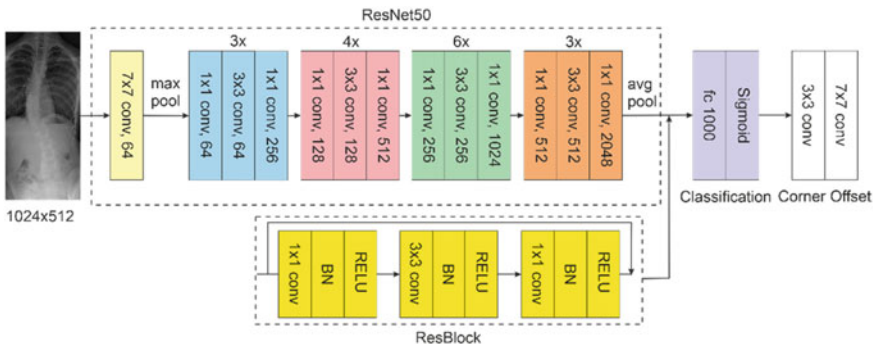 ResNet50
3x
4x
6x
3x
7x7 conv, 64
max
pool
1x1 conv, 64
3x3 conv, 64
1x1 conv, 256
1x1 conv, 128
3x3 conv, 128
1x1 conv, 512
1x1 conv, 256
3x3 conv, 256
1x1 conv, 1024
1x1 conv, 512
3x3 conv, 512
1x1 conv, 2048
avg
pool
fc 1000
Sigmoid
3x3 conv
7x7 conv
1024x512
Classification
Corner Offset
1x1 conv
BN
RELU
3x3 conv
BN
RELU
1x1 conv
BN
RELU
ResBlock